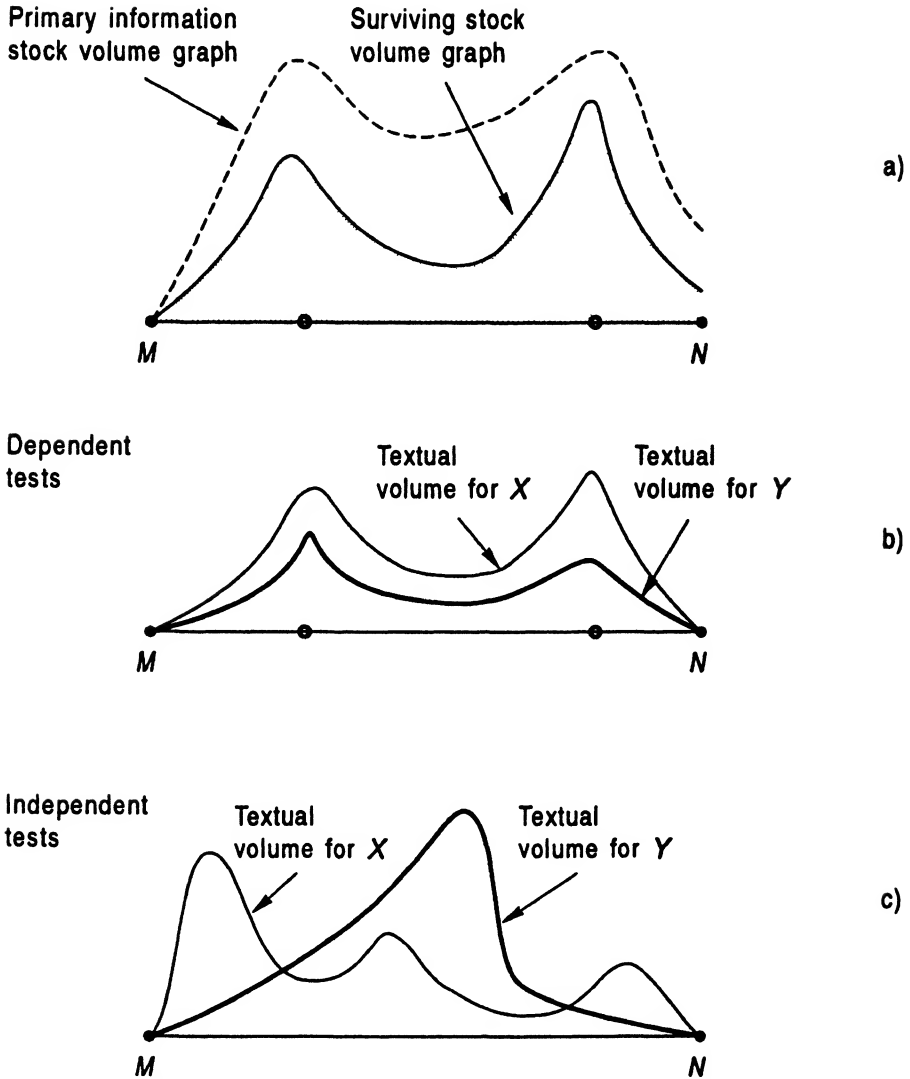 Primary information
stock volume graph
Surviving stock
volume graph
a)
M
N
Dependent
tests
Textual
volume for X
Textual
volume for Y
b)
M
N
Independent
tests
Textual
volume for X
Textual
volume for Y
c)
M
N